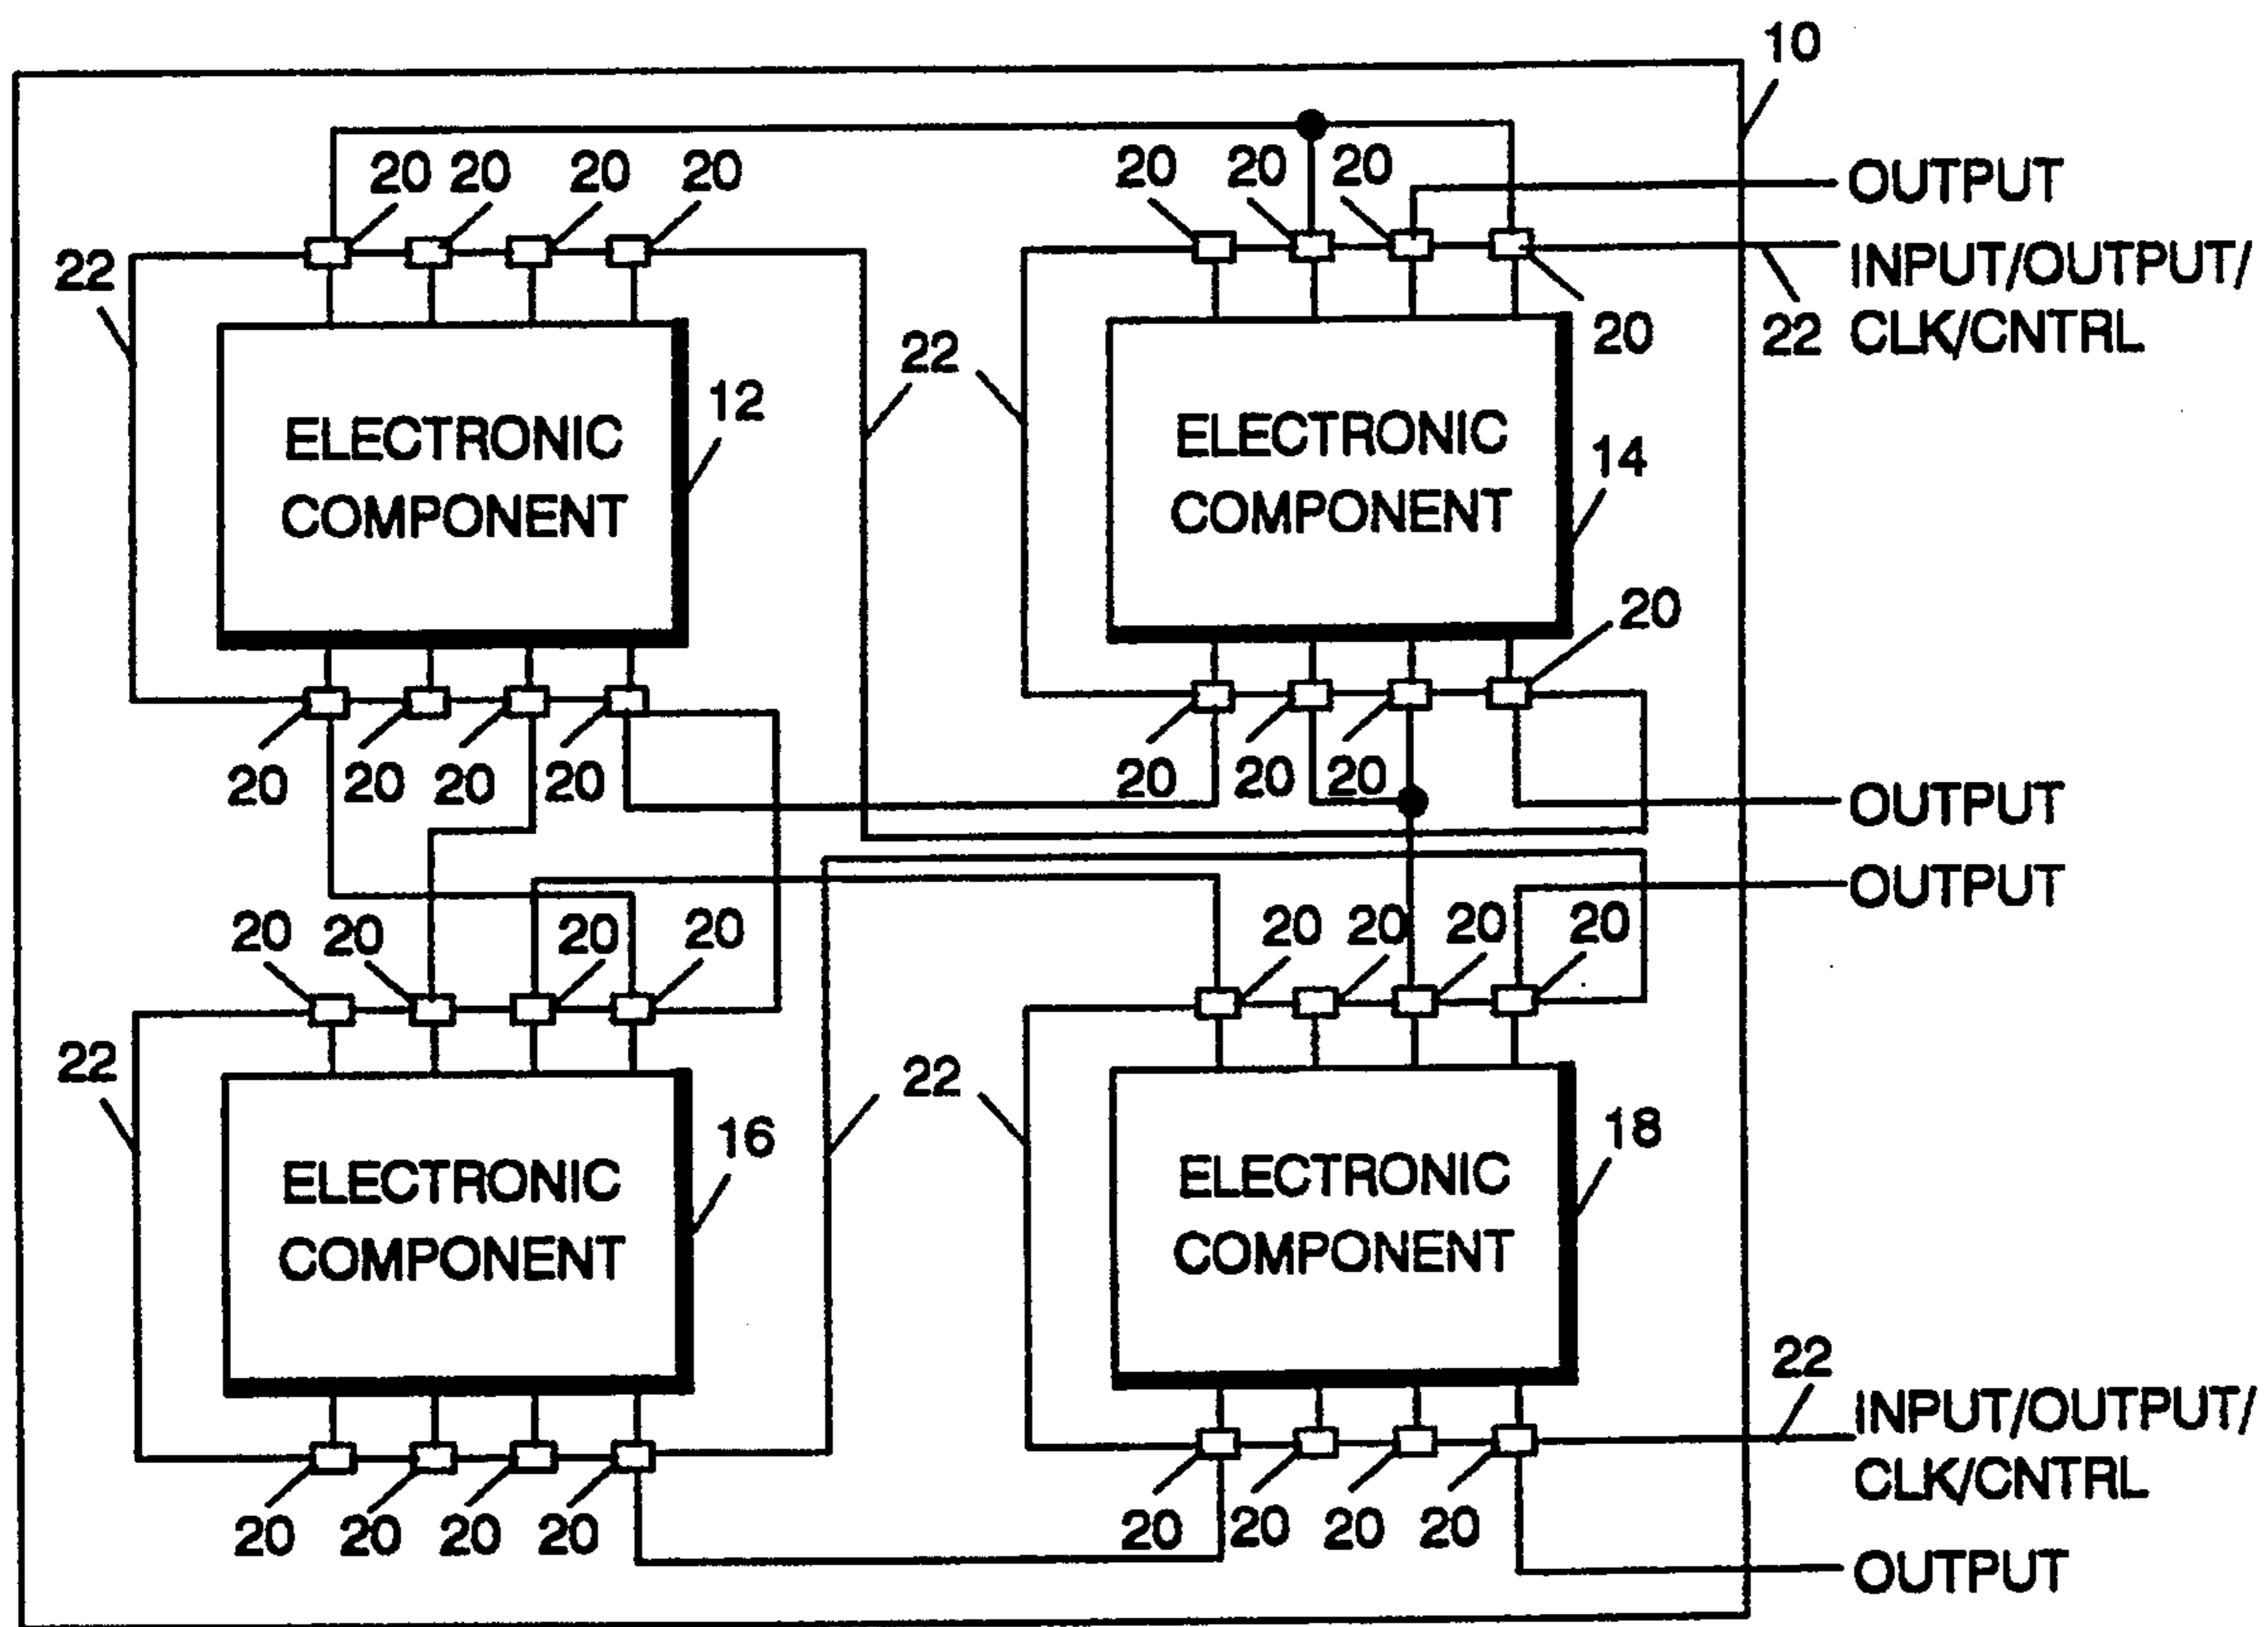 10
20 20 20 20 20 20 20 OUTPUT
22 INPUT/OUTPUT/
22 20 22 CLK/CNTRL
12
ELECTRONIC ELECTRONIC 14
COMPONENT COMPONENT
20
20 20 20 20 20 20 20
OUTPUT
OUTPUT
20 20 20 20 20 20 20 20
22 22
16 18
ELECTRONIC ELECTRONIC
COMPONENT COMPONENT
22
INPUT/OUTPUT/
CLK/CNTRL
20 20 20 20 20 20 20 20
OUTPUT